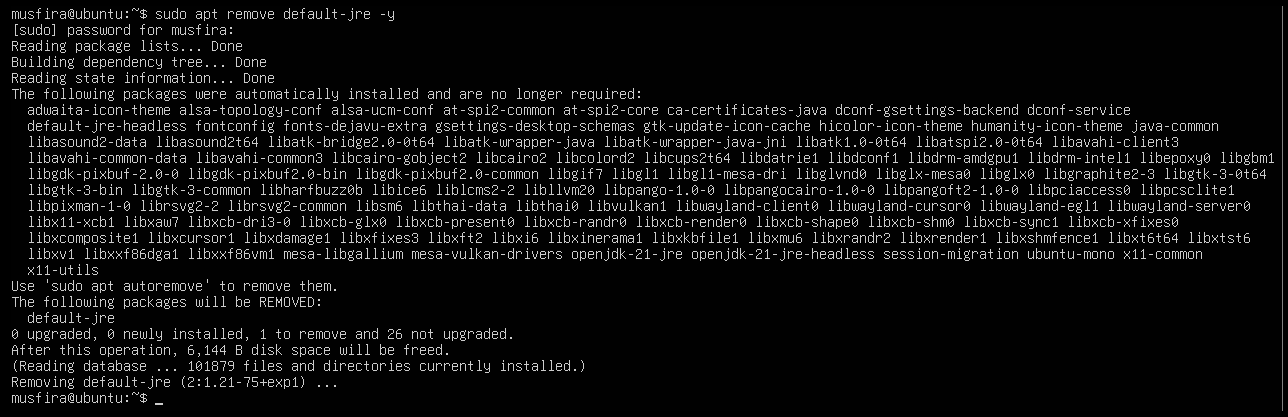 musfira@ubuntu:~$ sudo apt remove default-jre -y
[sudo] password for musfira:
Reading package lists... Done
Building dependency tree... Done
Reading state information... Done
The following packages were automatically installed and are no longer required:
  adwaita-icon-theme alsa-topology-conf alsa-ucm-conf at-spi2-common at-spi2-core ca-certificates-java dconf-gsettings-backend dconf-service
  default-jre-headless fontconfig fonts-dejavu-extra gsettings-desktop-schemas gtk-update-icon-cache hicolor-icon-theme humanity-icon-theme java-common
  libasound2-data libasound2t64 libatk-bridge2.0-0t64 libatk-wrapper-java libatk-wrapper-java-jni libatk1.0-0t64 libatspi2.0-0t64 libavahi-client3
  libavahi-common-data libavahi-common3 libcairo-gobject2 libcairo2 libcolord2 libcups2t64 libdatrie1 libdconf1 libdrm-amdgpu1 libdrm-intel1 libepoxy0 libgbm1
  libgdk-pixbuf-2.0-0 libgdk-pixbuf2.0-bin libgdk-pixbuf2.0-common libgif7 libgl1 libgl1-mesa-dri libglvnd0 libglx-mesa0 libglx0 libgraphite2-3 libgtk-3-0t64
  libgtk-3-bin libgtk-3-common libharfbuzz0b libice6 liblcms2-2 libllvm20 libpango-1.0-0 libpangocairo-1.0-0 libpangoft2-1.0-0 libpciaccess0 libpcsclite1
  libpixman-1-0 librsvg2-2 librsvg2-common libsm6 libthai-data libthai0 libvulkan1 libwayland-client0 libwayland-cursor0 libwayland-egl1 libwayland-server0
  libx11-xcb1 libxaw7 libxcb-dri3-0 libxcb-glx0 libxcb-present0 libxcb-randr0 libxcb-render0 libxcb-shape0 libxcb-shm0 libxcb-sync1 libxcb-xfixes0
  libxcomposite1 libxcursor1 libxdamage1 libxfixes3 libxft2 libxi6 libxinerama1 libxkbfile1 libxmu6 libxrandr2 libxrender1 libxshmfence1 libxt6t64 libxtst6
  libxv1 libxxf86dga1 libxxf86vm1 mesa-libgallium mesa-vulkan-drivers openjdk-21-jre openjdk-21-jre-headless session-migration ubuntu-mono x11-common
  x11-utils
Use 'sudo apt autoremove' to remove them.
The following packages will be REMOVED:
  default-jre
0 upgraded, 0 newly installed, 1 to remove and 26 not upgraded.
After this operation, 6,144 B disk space will be freed.
(Reading database ... 101879 files and directories currently installed.)
Removing default-jre (2:1.21-75+exp1) ...
musfira@ubuntu:~$ _